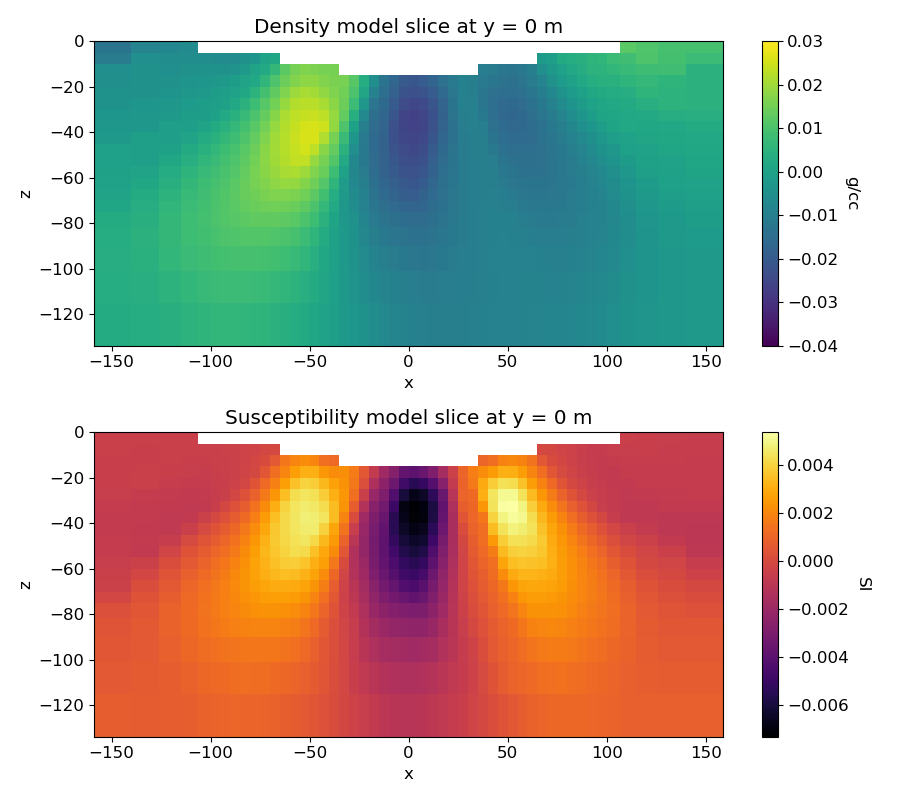 Density model slice at y = 0 m
0
−20
−40
−60
−80
−100
−120
z
−150 −100 −50 0 50 100 150
x
0.03
0.02
0.01
0.00
−0.01
−0.02
−0.03
−0.04
g/cc
Susceptibility model slice at y = 0 m
0
−20
−40
−60
−80
−100
−120
z
−150 −100 −50 0 50 100 150
x
0.004
0.002
0.000
−0.002
−0.004
−0.006
SI